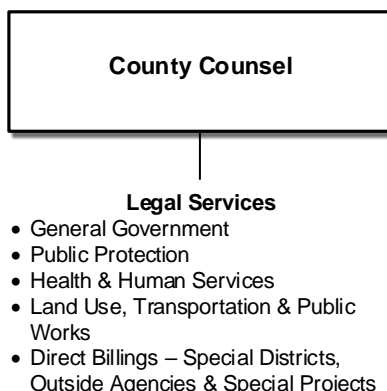 County Counsel
Legal Services
• General Government
• Public Protection
• Health & Human Services
• Land Use, Transportation & Public
Works
• Direct Billings – Special Districts,
Outside Agencies & Special Projects